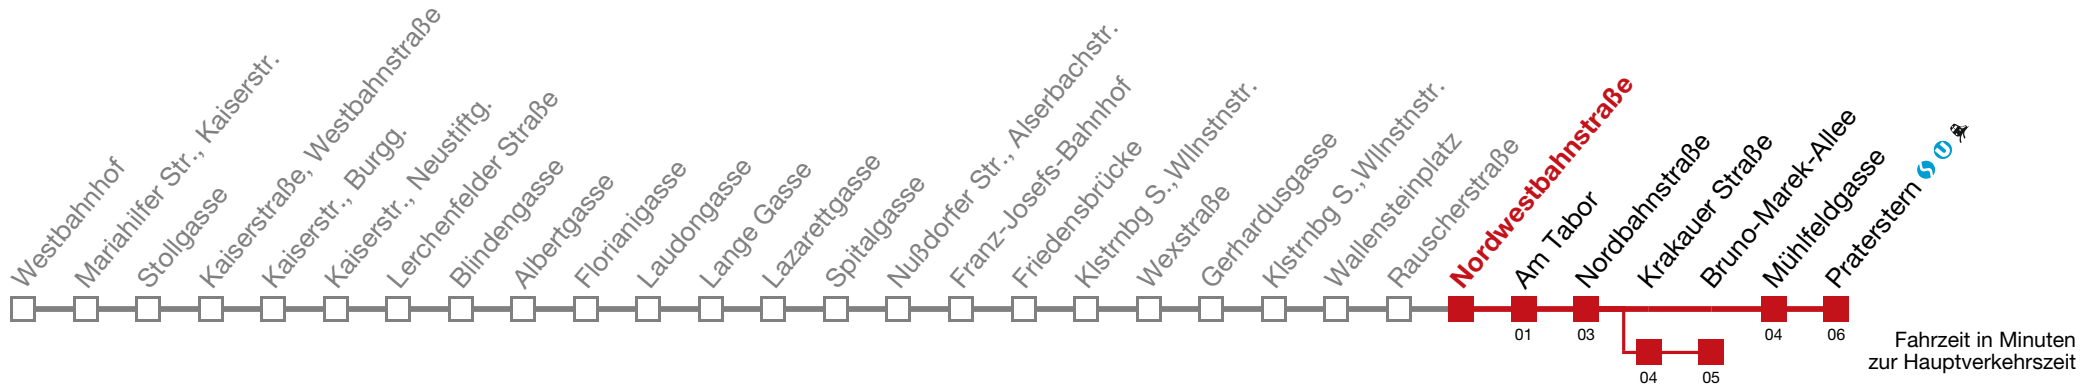 Westbahnhof
Mariahilfer Str., Kaiserstr.
Stollgasse
Kaiserstraße, Westbahnstraße
Kaiserstr., Burgg.
Kaiserstr., Neustiftg.
Lerchenfelder Straße
Blindengasse
Albertgasse
Florianigasse
Laudongasse
Lange Gasse
Lazarettgasse
Spitalgasse
Nußdorfer Str., Alserbachstr.
Franz-Josefs-Bahnhof
Friedensbrücke
Klstrnbg S., Wllnstnstr.
Wexstraße
Gerhardusgasse
Klstrnbg S., Wllnstnstr.
Wallensteinplatz
Rauscherstraße
Nordwestbahnstraße
Am Tabor
Nordbahnstraße
Krakauer Straße
Bruno-Marek-Allee
Mühlfeldgasse
Praterstern S U
01 03 04 06
04 05
Fahrzeit in Minuten
zur Hauptverkehrszeit